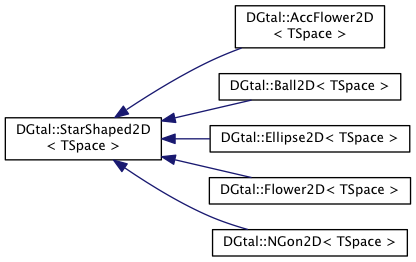 DGtal::AccFlower2D
< TSpace >
DGtal::Ball2D< TSpace >
DGtal::StarShaped2D
< TSpace >
DGtal::Ellipse2D< TSpace >
DGtal::Flower2D< TSpace >
DGtal::NGon2D< TSpace >